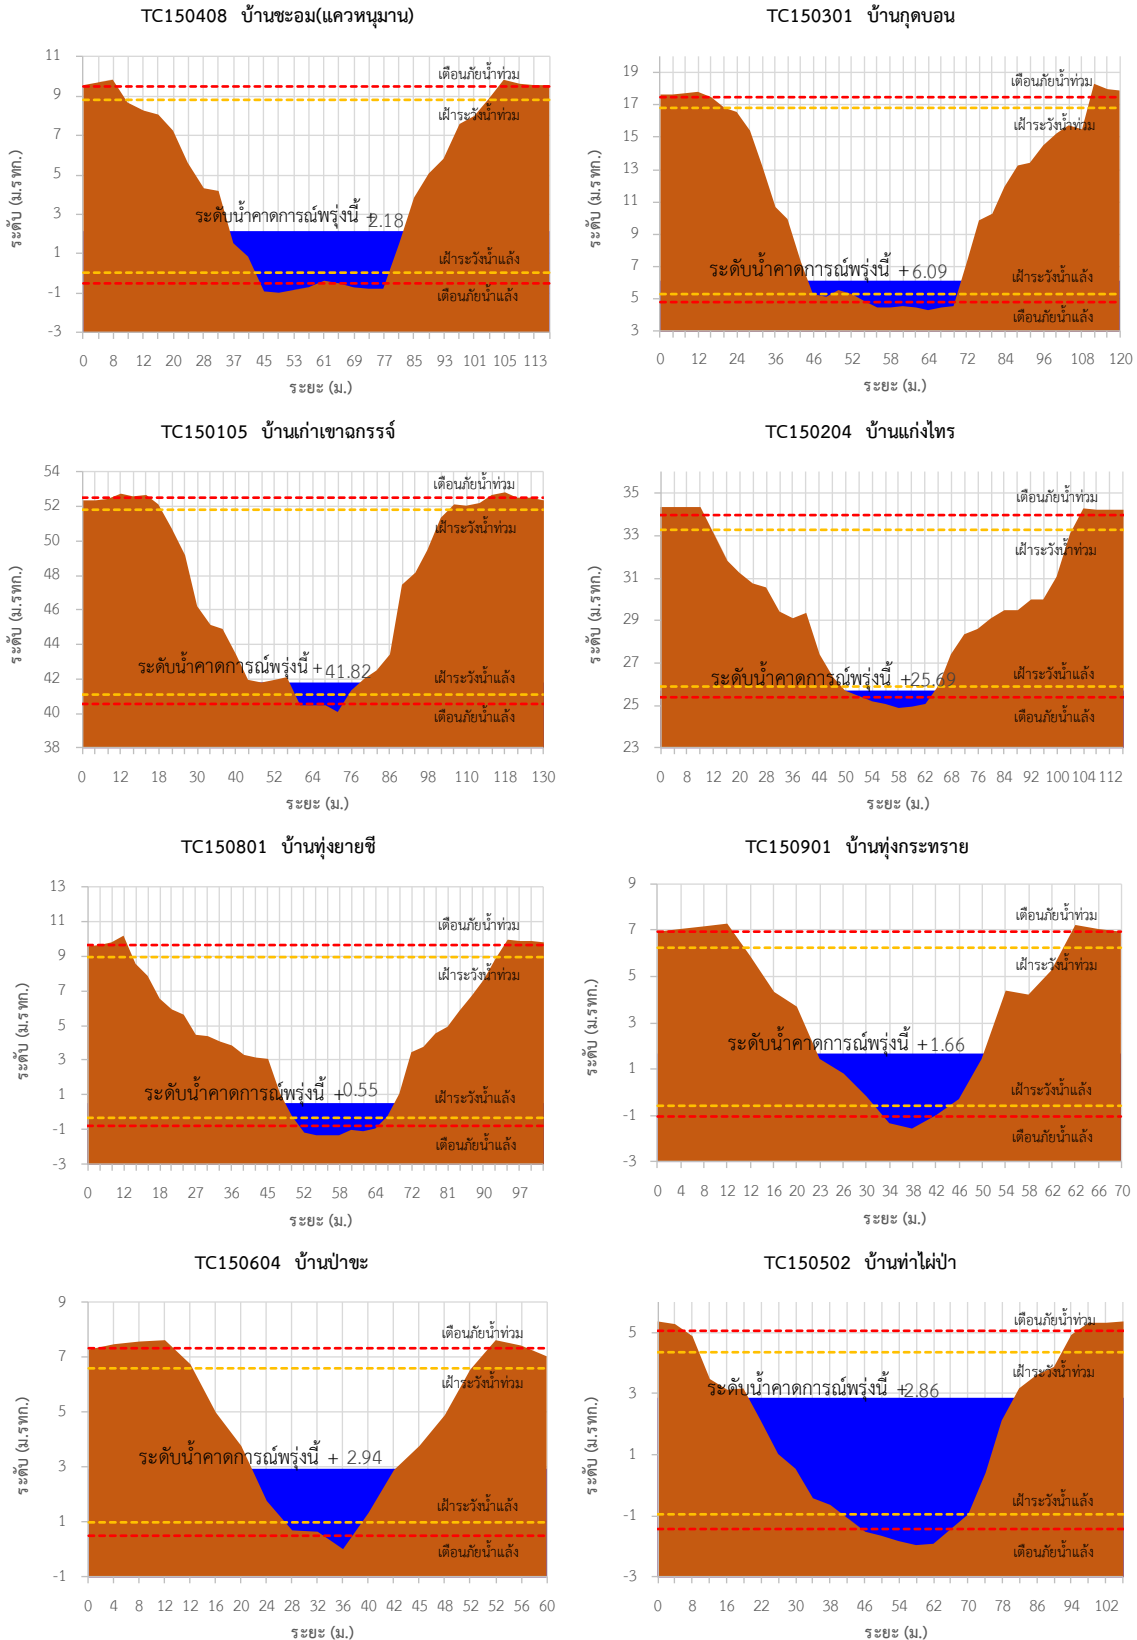 TC150408 บ้านชะอม(แควหนุมาน)
11
9
7
5
3
1
-1
-3
ระดับ (ม.รทก.)
เตือนภัยน้ำท่วม
เฝ้าระวังน้ำท่วม
ระดับน้ำคาดการณ์พรุ่งนี้ +2.18
เฝ้าระวังน้ำแล้ง
เตือนภัยน้ำแล้ง
0 8 12 20 28 37 45 53 61 69 77 85 90 96 101 105 113
ระยะ (ม.)
TC150301 บ้านกุดบอน
19
17
15
13
11
9
7
5
3
ระดับ (ม.รทก.)
เตือนภัยน้ำท่วม
เฝ้าระวังน้ำท่วม
ระดับน้ำคาดการณ์พรุ่งนี้ +6.09
เฝ้าระวังน้ำแล้ง
เตือนภัยน้ำแล้ง
0 12 24 36 46 52 56 64 72 84 96 108 120
ระยะ (ม.)
TC150105 บ้านเก่าเขาฉกรรจ์
54
52
50
48
46
44
42
40
38
ระดับ (ม.รทก.)
เตือนภัยน้ำท่วม
เฝ้าระวังน้ำท่วม
ระดับน้ำคาดการณ์พรุ่งนี้ +41.82
เฝ้าระวังน้ำแล้ง
เตือนภัยน้ำแล้ง
0 12 18 30 40 52 64 76 86 98 110 118 130
ระยะ (ม.)
TC150204 บ้านแก่งไทร
35
33
31
29
27
25
23
ระดับ (ม.รทก.)
เตือนภัยน้ำท่วม
เฝ้าระวังน้ำท่วม
ระดับน้ำคาดการณ์พรุ่งนี้ +25.69
เฝ้าระวังน้ำแล้ง
เตือนภัยน้ำแล้ง
0 8 12 20 28 36 44 50 54 58 62 70 76 84 92 100 104 112
ระยะ (ม.)
TC150801 บ้านทุ่งยายชี
13
11
9
7
5
3
1
-1
-3
ระดับ (ม.รทก.)
เตือนภัยน้ำท่วม
เฝ้าระวังน้ำท่วม
ระดับน้ำคาดการณ์พรุ่งนี้ +0.55
เฝ้าระวังน้ำแล้ง
เตือนภัยน้ำแล้ง
0 12 27 36 45 52 58 64 72 81 90 97
ระยะ (ม.)
TC150901 บ้านทุ่งกระทราย
9
7
5
3
1
-1
-3
ระดับ (ม.รทก.)
เตือนภัยน้ำท่วม
เฝ้าระวังน้ำท่วม
ระดับน้ำคาดการณ์พรุ่งนี้ +1.66
เฝ้าระวังน้ำแล้ง
เตือนภัยน้ำแล้ง
0 4 8 12 12 16 20 23 26 30 34 38 42 46 50 54 58 62 62 66 70
ระยะ (ม.)
TC150604 บ้านป่าขะ
9
7
5
3
1
-1
ระดับ (ม.รทก.)
เตือนภัยน้ำท่วม
เฝ้าระวังน้ำท่วม
ระดับน้ำคาดการณ์พรุ่งนี้ + 2.94
เฝ้าระวังน้ำแล้ง
เตือนภัยน้ำแล้ง
0 4 8 12 12 16 20 24 28 32 36 40 42 45 48 52 52 56 60
ระยะ (ม.)
TC150502 บ้านท่าไผ่ป่า
5
3
1
-1
-3
ระดับ (ม.รทก.)
เตือนภัยน้ำท่วม
เฝ้าระวังน้ำท่วม
ระดับน้ำคาดการณ์พรุ่งนี้ +2.86
เฝ้าระวังน้ำแล้ง
เตือนภัยน้ำแล้ง
0 8 12 22 30 38 46 54 62 70 78 86 94 102
ระยะ (ม.)